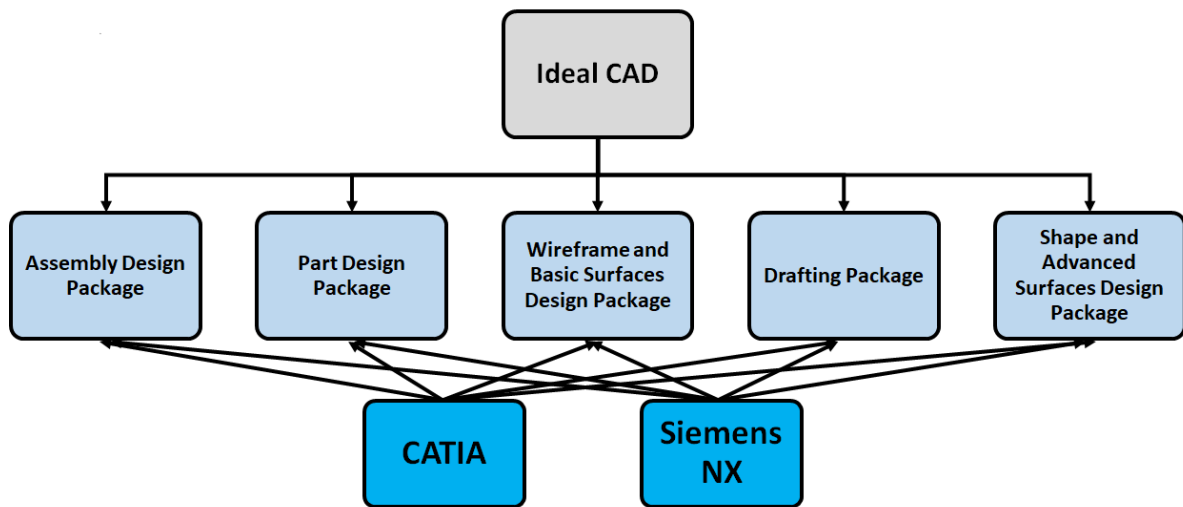 Ideal CAD
Assembly Design
Package
Part Design
Package
Wireframe and
Basic Surfaces
Design Package
Drafting Package
Shape and
Advanced
Surfaces Design
Package
CATIA
Siemens
NX